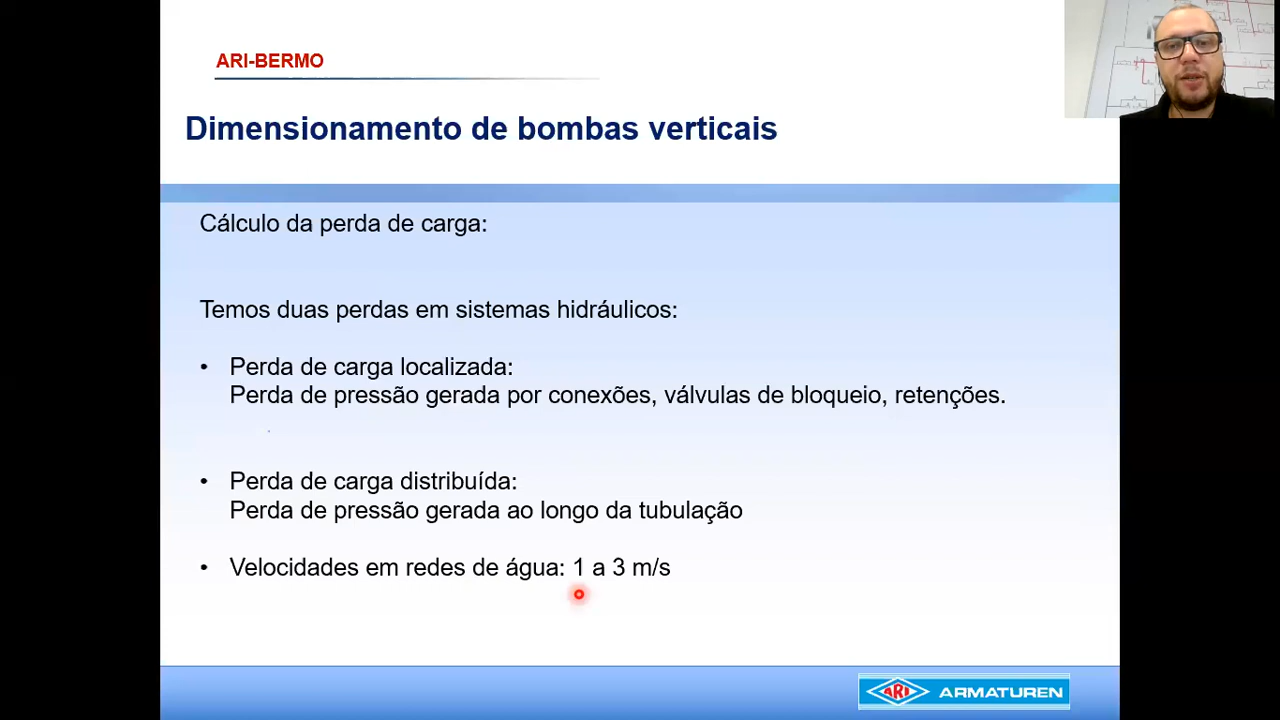 ARI-BERMO
Dimensionamento de bombas verticais
Cálculo da perda de carga:
Temos duas perdas em sistemas hidráulicos:
• Perda de carga localizada:
Perda de pressão gerada por conexões, válvulas de bloqueio, retenções.
• Perda de carga distribuída:
Perda de pressão gerada ao longo da tubulação
• Velocidades em redes de água: 1 a 3 m/s
ARI ARMATUREN